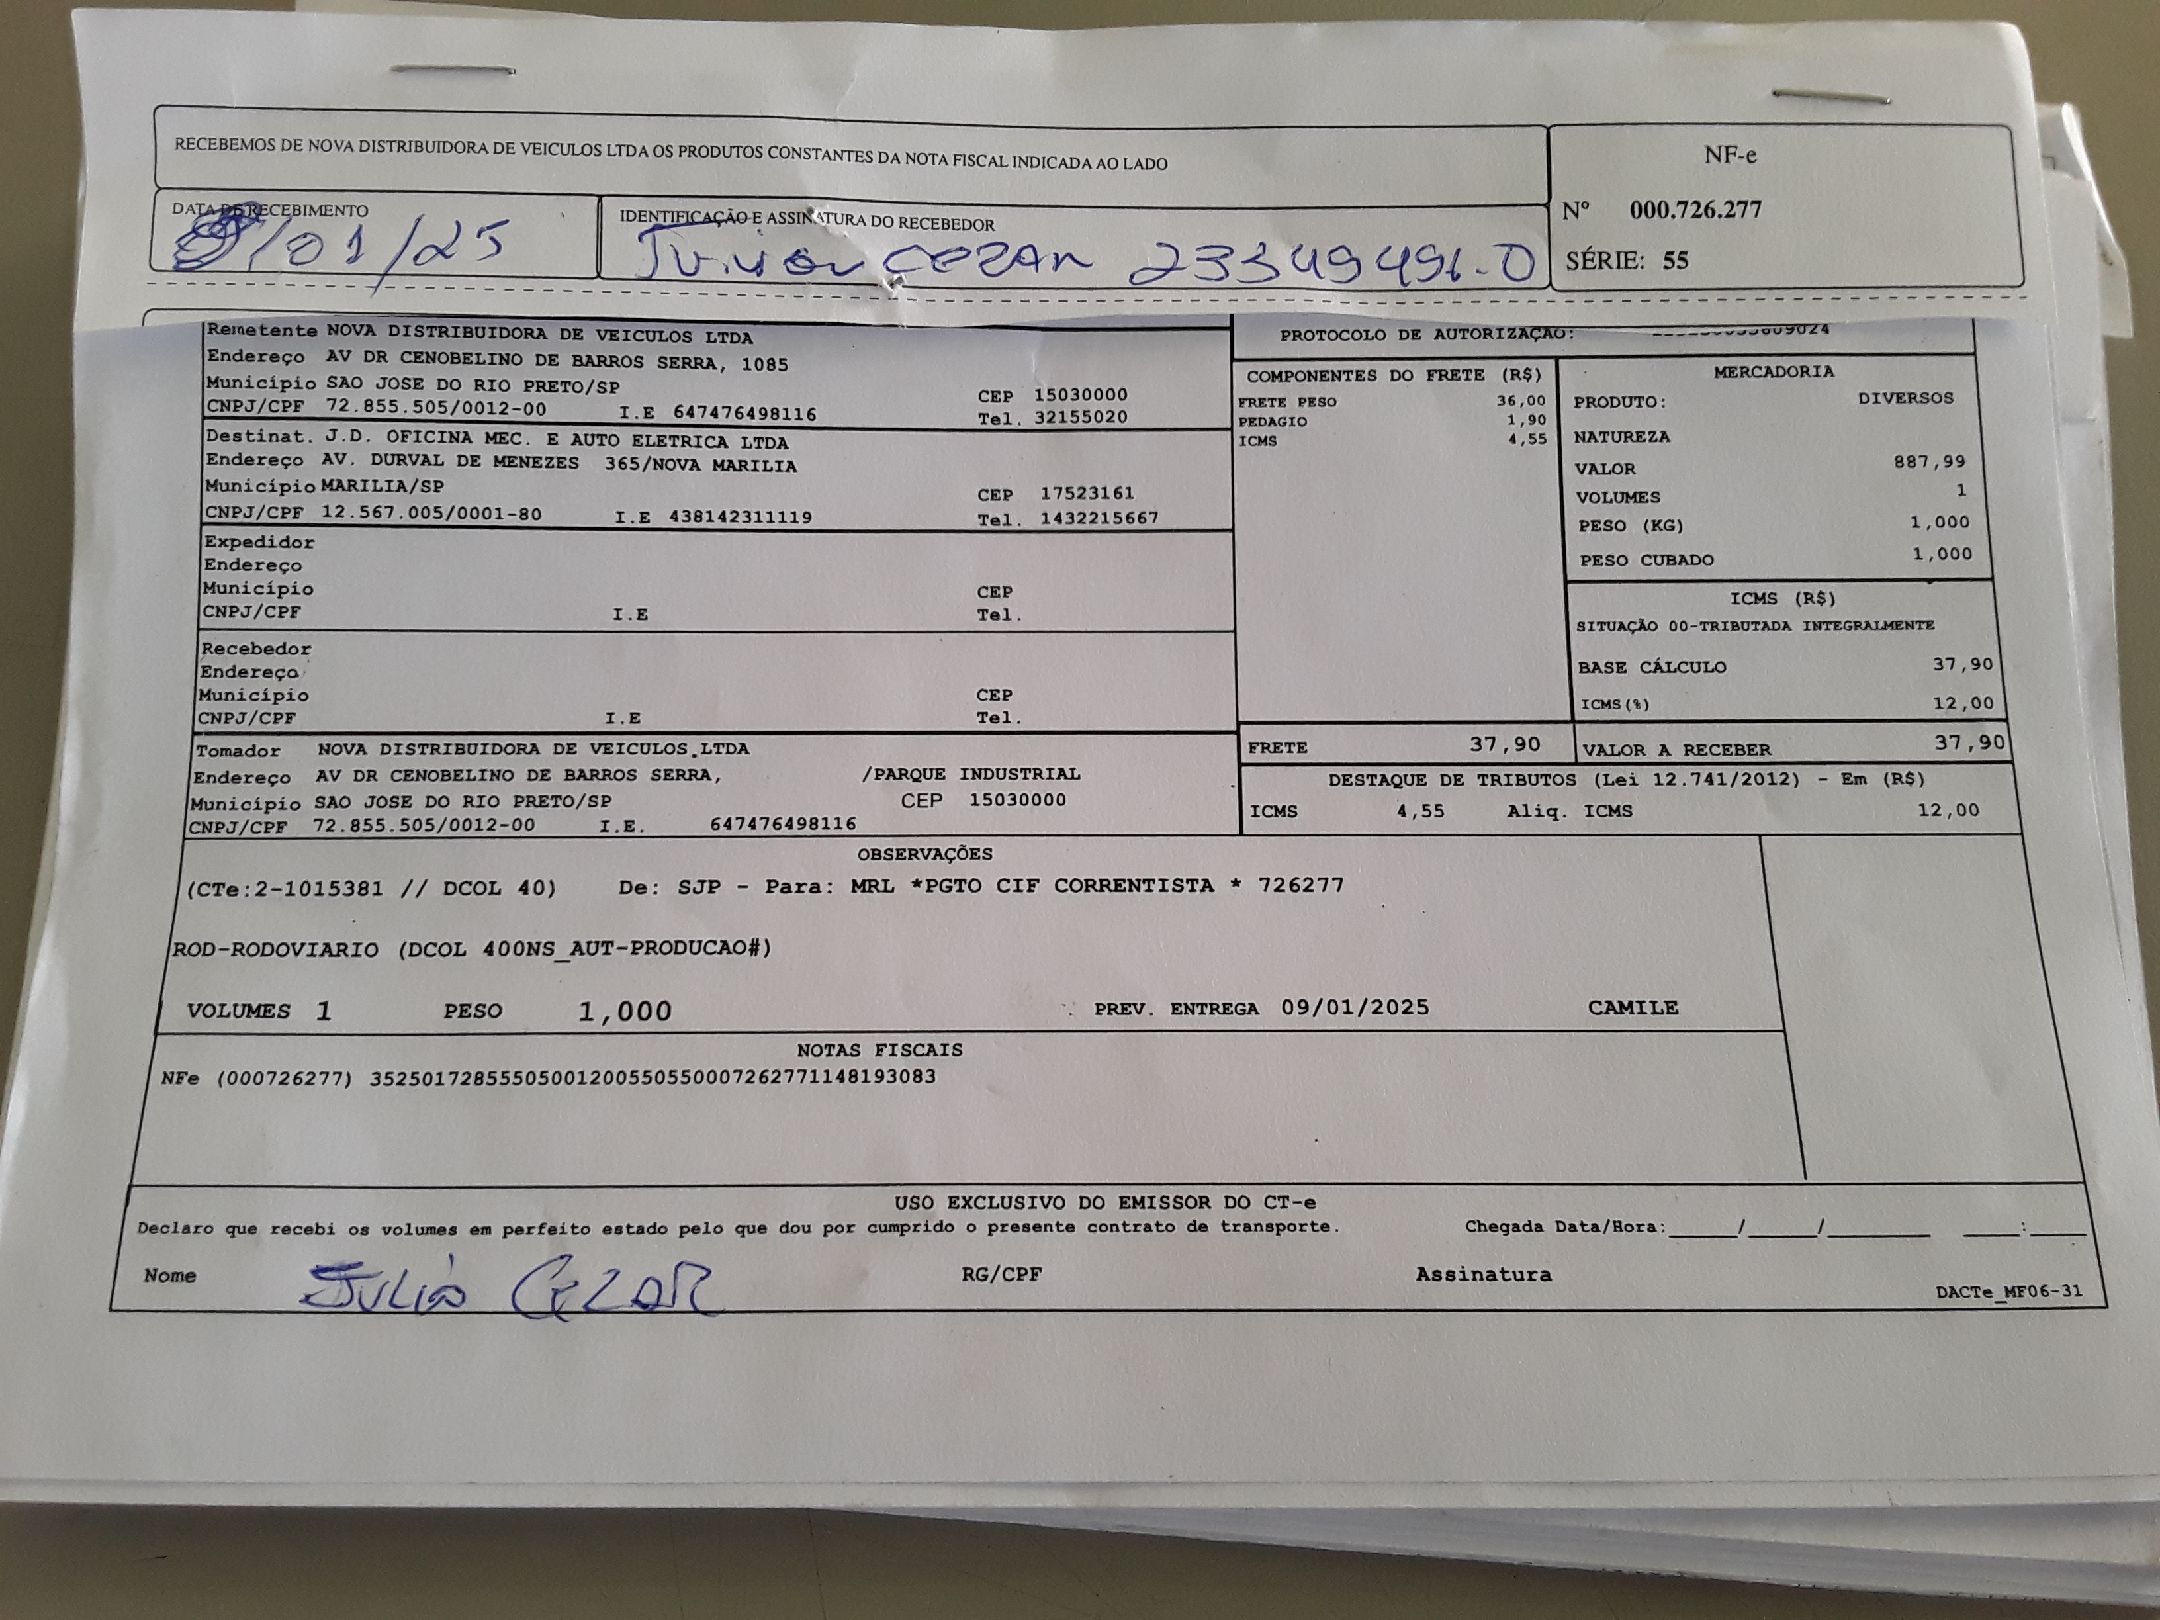 RECEBEMOS DE NOVA DISTRIBUIDORA DE VEICULOS LTDA OS PRODUTOS CONSTANTES DA NOTA FISCAL INDICADA AO LADO
NF-e
Nº 000.726.277
SÉRIE: 55
DATA DE RECEBIMENTO
/01/25
IDENTIFICAÇÃO E ASSINATURA DO RECEBEDOR
CEZAR 23349491-0
Remetente NOVA DISTRIBUIDORA DE VEICULOS LTDA
Endereço AV DR CENOBELINO DE BARROS SERRA, 1085
Município SAO JOSE DO RIO PRETO/SP CEP 15030000
CNPJ/CPF 72.855.505/0012-00 I.E 647476498116 Tel. 32155020
Destinat. J.D. OFICINA MEC. E AUTO ELETRICA LTDA
Endereço AV. DURVAL DE MENEZES 365/NOVA MARILIA
Município MARILIA/SP CEP 17523161
CNPJ/CPF 12.567.005/0001-80 I.E 438142311119 Tel. 1432215667
Expedidor
Endereço
Município CEP
CNPJ/CPF I.E Tel.
Recebedor
Endereço
Município CEP
CNPJ/CPF I.E Tel.
Tomador NOVA DISTRIBUIDORA DE VEICULOS LTDA
Endereço AV DR CENOBELINO DE BARROS SERRA, /PARQUE INDUSTRIAL
Município SAO JOSE DO RIO PRETO/SP CEP 15030000
CNPJ/CPF 72.855.505/0012-00 I.E. 647476498116
PROTOCOLO DE AUTORIZAÇÃO:
COMPONENTES DO FRETE (R$)
FRETE PESO 36,00
PEDAGIO 1,90
ICMS 4,55
MERCADORIA
PRODUTO: DIVERSOS
NATUREZA
VALOR 887,99
VOLUMES 1
PESO (KG) 1,000
PESO CUBADO 1,000
ICMS (R$)
SITUAÇÃO 00-TRIBUTADA INTEGRALMENTE
BASE CÁLCULO 37,90
ICMS(%) 12,00
FRETE 37,90 VALOR A RECEBER 37,90
DESTAQUE DE TRIBUTOS (Lei 12.741/2012) - Em (R$)
ICMS 4,55 Aliq. ICMS 12,00
OBSERVAÇÕES
(CTe:2-1015381 // DCOL 40) De: SJP - Para: MRL *PGTO CIF CORRENTISTA * 726277
ROD-RODOVIARIO (DCOL 400NS_AUT-PRODUCAO#)
VOLUMES 1 PESO 1,000 PREV. ENTREGA 09/01/2025 CAMILE
NOTAS FISCAIS
NFe (000726277) 35250172855505001200550550007262771148193083
USO EXCLUSIVO DO EMISSOR DO CT-e
Declaro que recebi os volumes em perfeito estado pelo que dou por cumprido o presente contrato de transporte. Chegada Data/Hora:_____/_____/_______ ____:____
Nome JULIO CEZAR RG/CPF Assinatura
DACTe_MF06-31